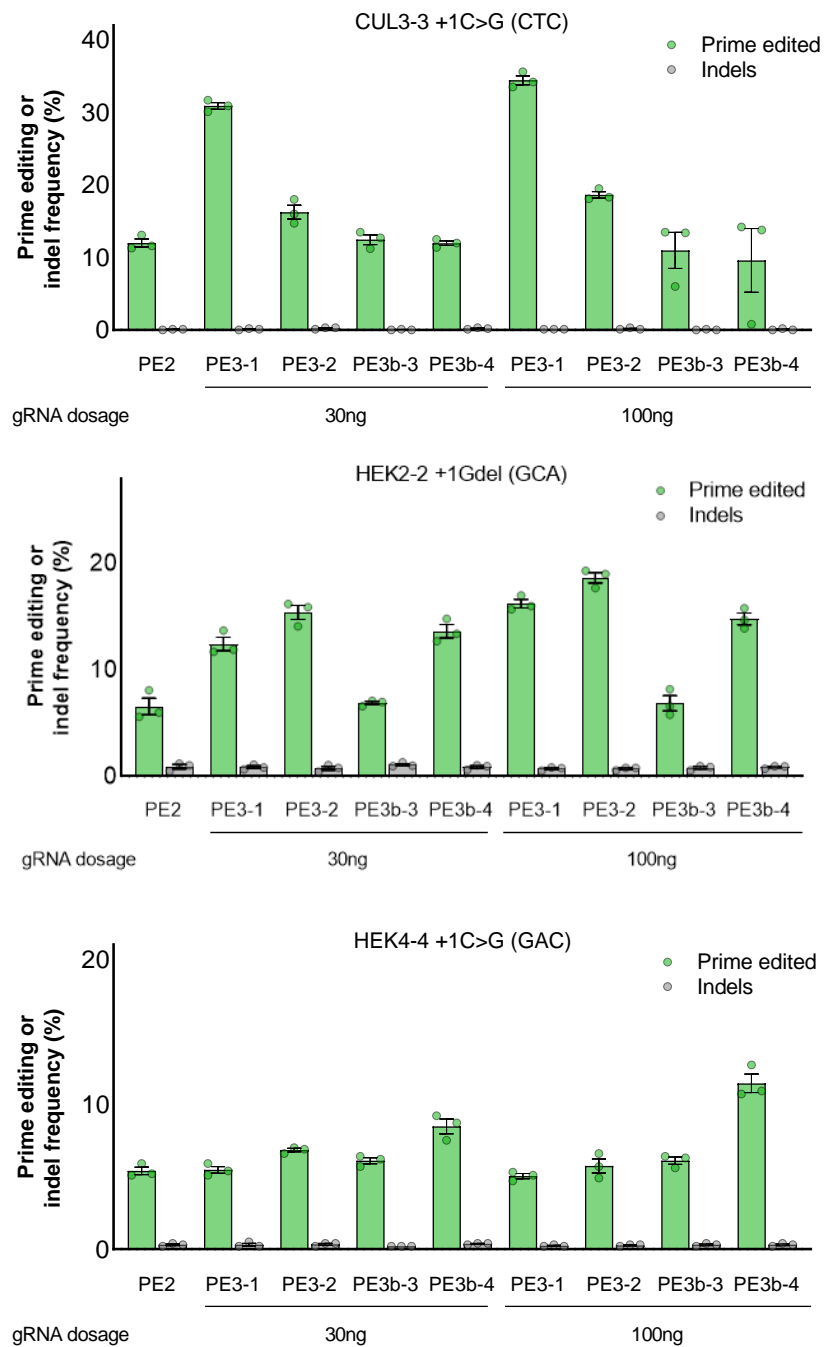 CUL3-3 +1C>G (CTC)
Prime editing or
indel frequency (%)
40
30
20
10
0
Prime edited
Indels
PE2 PE3-1 PE3-2 PE3b-3 PE3b-4 PE3-1 PE3-2 PE3b-3 PE3b-4
gRNA dosage 30ng 100ng
HEK2-2 +1Gdel (GCA)
Prime editing or
indel frequency (%)
20
10
0
Prime edited
Indels
PE2 PE3-1 PE3-2 PE3b-3 PE3b-4 PE3-1 PE3-2 PE3b-3 PE3b-4
gRNA dosage 30ng 100ng
HEK4-4 +1C>G (GAC)
Prime editing or
indel frequency (%)
20
10
0
Prime edited
Indels
PE2 PE3-1 PE3-2 PE3b-3 PE3b-4 PE3-1 PE3-2 PE3b-3 PE3b-4
gRNA dosage 30ng 100ng